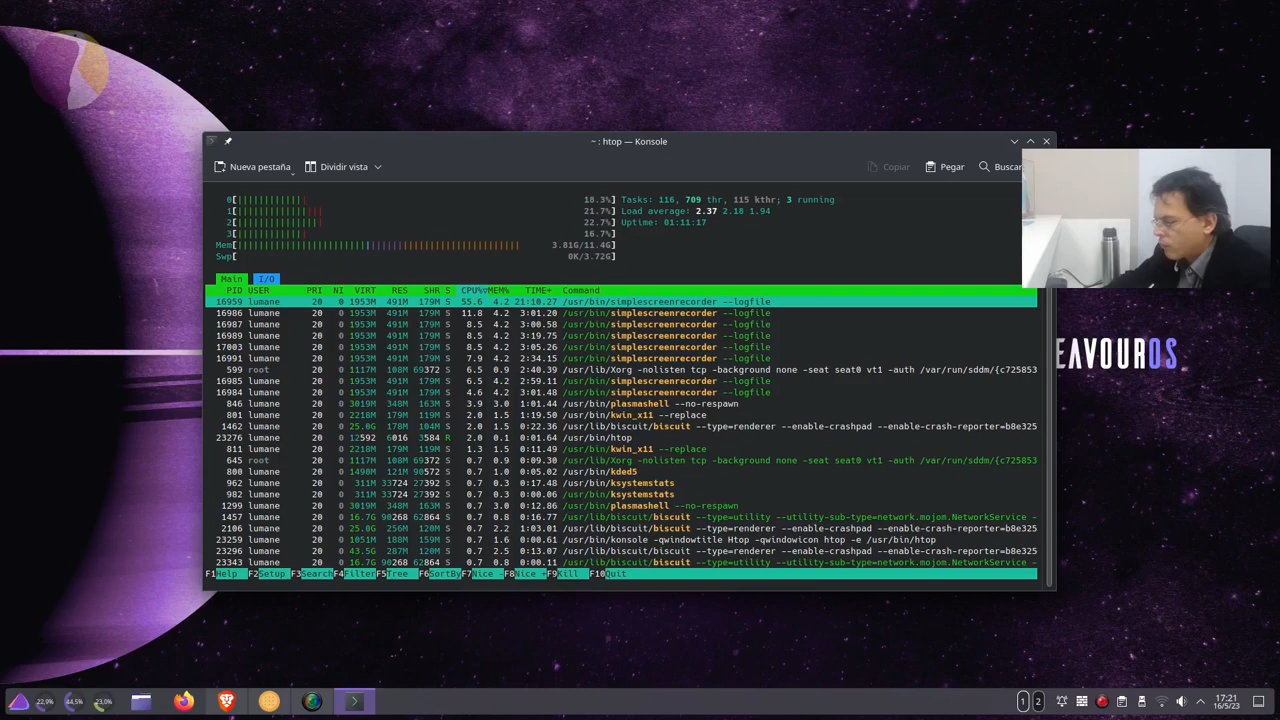 ~ : htop — Konsole
Nueva pestaña Dividir vista Copiar Pegar Buscar
0[|||||||||||||| 18.3%] Tasks: 116, 709 thr, 115 kthr; 3 running
1[||||||||||||||||| 21.7%] Load average: 2.37 2.18 1.94
2[||||||||||||||||| 22.7%] Uptime: 01:11:17
3[|||||||||||||| 16.7%]
Mem[||||||||||||||||||||||||||||||||||||||||||||||||||||||| 3.81G/11.4G]
Swp[ 0K/3.72G]
Main I/O
PID USER PRI NI VIRT RES SHR S CPU%▽MEM% TIME+ Command
16959 lumane 20 0 1953M 491M 179M S 55.6 4.2 21:10.27 /usr/bin/simplescreenrecorder --logfile
16986 lumane 20 0 1953M 491M 179M S 11.8 4.2 3:01.20 /usr/bin/simplescreenrecorder --logfile
16987 lumane 20 0 1953M 491M 179M S 8.5 4.2 3:00.58 /usr/bin/simplescreenrecorder --logfile
16989 lumane 20 0 1953M 491M 179M S 8.5 4.2 3:19.75 /usr/bin/simplescreenrecorder --logfile
17003 lumane 20 0 1953M 491M 179M S 8.5 4.2 3:05.26 /usr/bin/simplescreenrecorder --logfile
16991 lumane 20 0 1953M 491M 179M S 7.9 4.2 2:34.15 /usr/bin/simplescreenrecorder --logfile
599 root 20 0 1117M 108M 69372 S 6.5 0.9 2:40.39 /usr/lib/Xorg -nolisten tcp -background none -seat seat0 vt1 -auth /var/run/sddm/{c725853
16985 lumane 20 0 1953M 491M 179M S 6.5 4.2 2:59.11 /usr/bin/simplescreenrecorder --logfile
16984 lumane 20 0 1953M 491M 179M S 4.6 4.2 3:01.48 /usr/bin/simplescreenrecorder --logfile
846 lumane 20 0 3019M 348M 163M S 3.9 3.0 1:01.44 /usr/bin/plasmashell --no-respawn
801 lumane 20 0 2218M 179M 119M S 2.0 1.5 1:19.50 /usr/bin/kwin_x11 --replace
1462 lumane 20 0 25.0G 178M 104M S 2.0 1.5 0:22.36 /usr/lib/biscuit/biscuit --type=renderer --enable-crashpad --enable-crash-reporter=b8e325
23276 lumane 20 0 12592 6016 3584 R 2.0 0.1 0:01.64 /usr/bin/htop
811 lumane 20 0 2218M 179M 119M S 1.3 1.5 0:11.49 /usr/bin/kwin_x11 --replace
645 root 20 0 1117M 108M 69372 S 0.7 0.9 0:09.30 /usr/lib/Xorg -nolisten tcp -background none -seat seat0 vt1 -auth /var/run/sddm/{c725853
800 lumane 20 0 1490M 121M 90572 S 0.7 1.0 0:05.02 /usr/bin/kded5
962 lumane 20 0 311M 33724 27392 S 0.7 0.3 0:17.48 /usr/bin/ksystemstats
982 lumane 20 0 311M 33724 27392 S 0.7 0.3 0:00.06 /usr/bin/ksystemstats
1299 lumane 20 0 3019M 348M 163M S 0.7 3.0 0:12.86 /usr/bin/plasmashell --no-respawn
1457 lumane 20 0 16.7G 90268 62864 S 0.7 0.8 0:16.77 /usr/lib/biscuit/biscuit --type=utility --utility-sub-type=network.mojom.NetworkService -
2106 lumane 20 0 25.0G 256M 120M S 0.7 2.2 1:03.01 /usr/lib/biscuit/biscuit --type=renderer --enable-crashpad --enable-crash-reporter=b8e325
23259 lumane 20 0 1051M 188M 159M S 0.7 1.6 0:00.61 /usr/bin/konsole -qwindowtitle Htop -qwindowicon htop -e /usr/bin/htop
23296 lumane 20 0 43.5G 287M 120M S 0.7 2.5 0:13.07 /usr/lib/biscuit/biscuit --type=renderer --enable-crashpad --enable-crash-reporter=b8e325
23343 lumane 20 0 16.7G 90268 62864 S 0.7 0.8 0:00.11 /usr/lib/biscuit/biscuit --type=utility --utility-sub-type=network.mojom.NetworkService -
F1Help F2Setup F3Search F4Filter F5Tree F6SortBy F7Nice - F8Nice + F9Kill F10Quit
EAVOUROS
22,9% 44,5% 33,0% 1 2 17:21
16/5/23